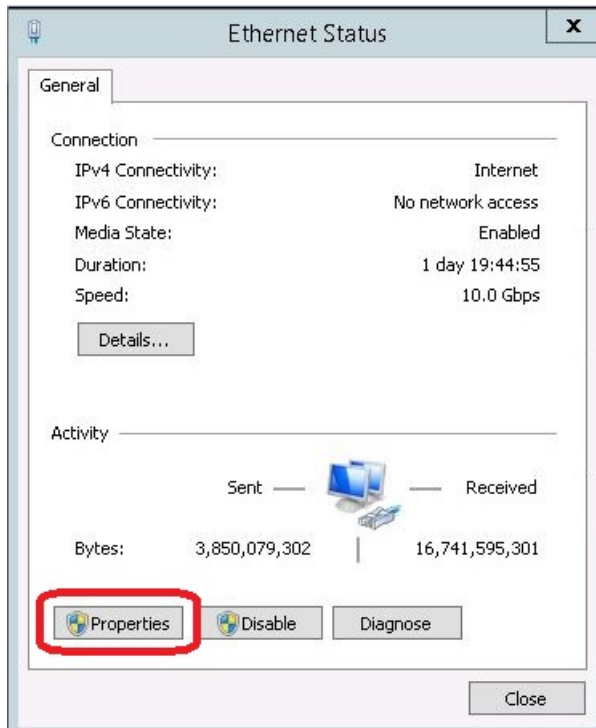 Ethernet Status
X
General
Connection
IPv4 Connectivity: Internet
IPv6 Connectivity: No network access
Media State: Enabled
Duration: 1 day 19:44:55
Speed: 10.0 Gbps
Details...
Activity
Sent Received
Bytes: 3,850,079,302 16,741,595,301
Properties Disable Diagnose
Close